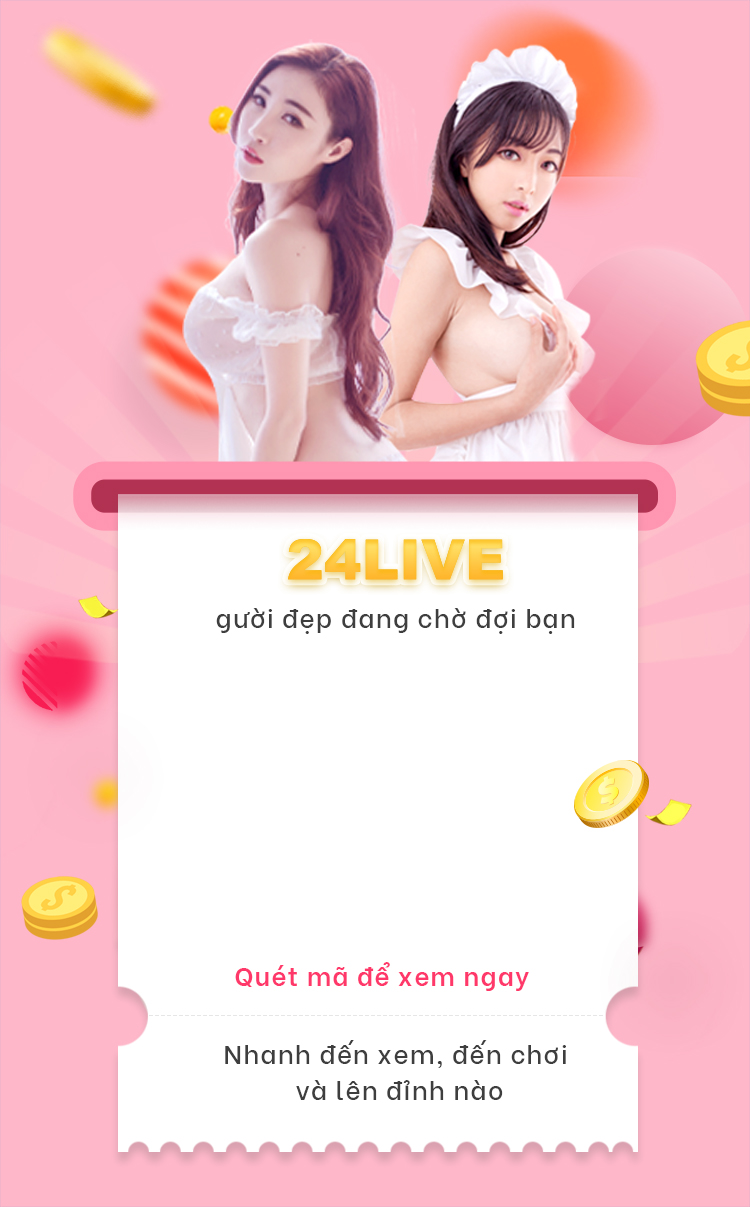 24LIVE
gười đẹp đang chờ đợi bạn
Quét mã để xem ngay
Nhanh đến xem, đến chơi
và lên đỉnh nào